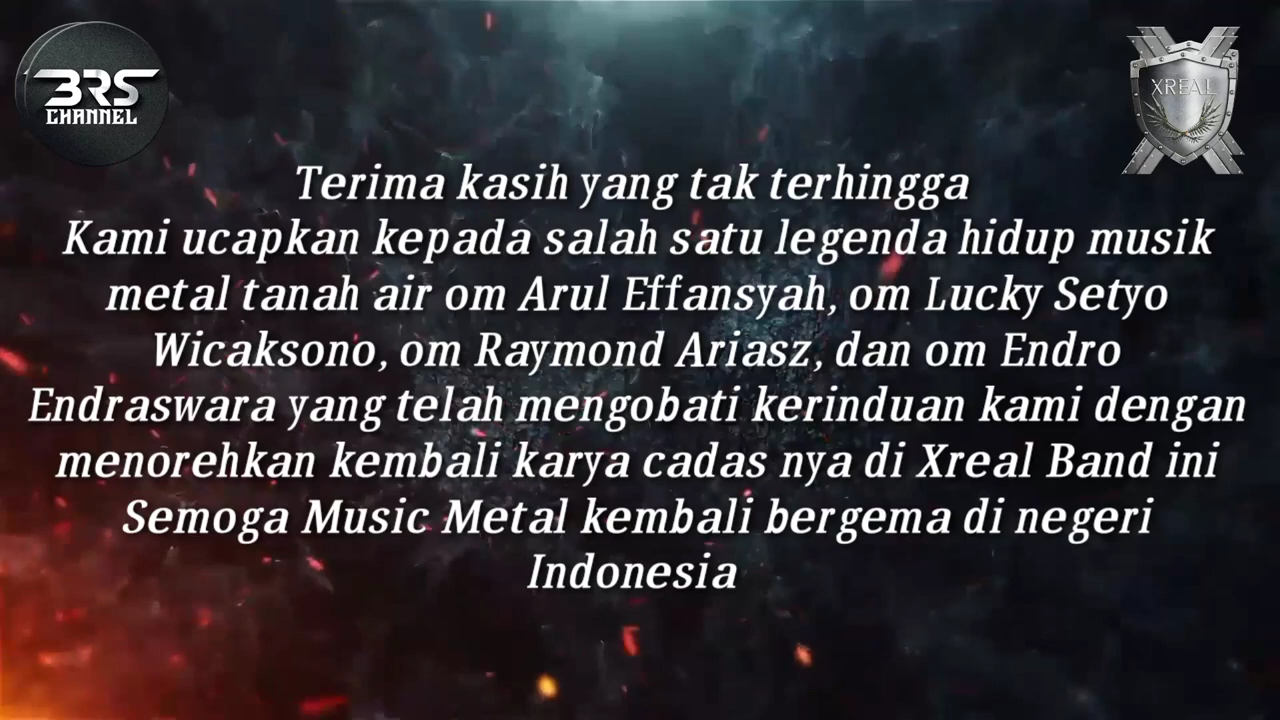 BRS
CHANNEL
XREAL
Terima kasih yang tak terhingga
Kami ucapkan kepada salah satu legenda hidup musik
metal tanah air om Arul Effansyah, om Lucky Setyo
Wicaksono, om Raymond Ariasz, dan om Endro
Endraswara yang telah mengobati kerinduan kami dengan
menorehkan kembali karya cadas nya di Xreal Band ini
Semoga Music Metal kembali bergema di negeri
Indonesia